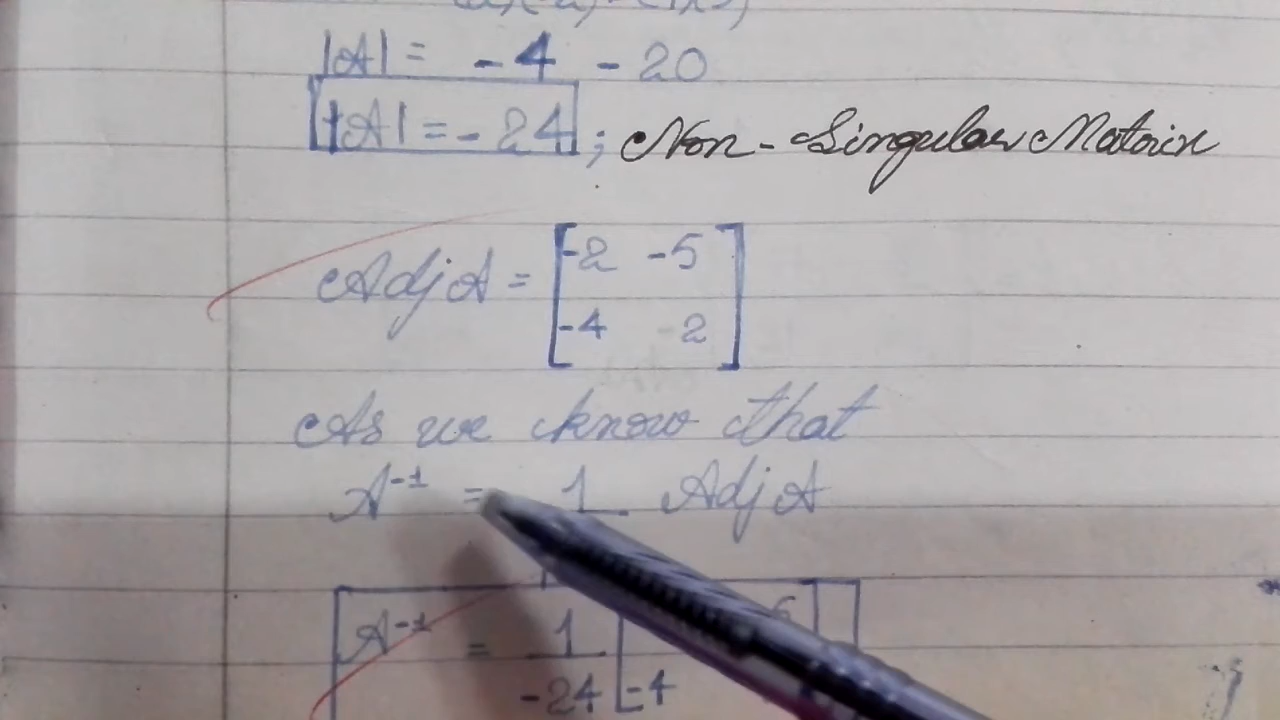 |A| = -4 - 20
|A| = -24 ; Non-Singular Matrix
Adj A = [-2 -5
-4 -2]
As we know that
A⁻¹ = 1 Adj A
A⁻¹ = 1 [
-24 -4